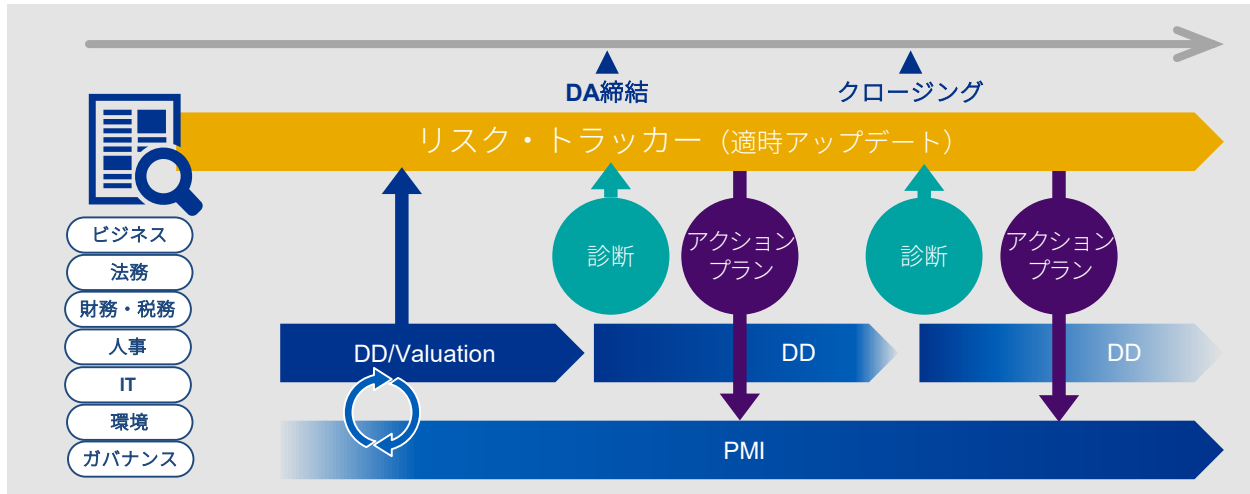 DA締結
クロージング
リスク・トラッカー（適時アップデート）
ビジネス
法務
財務・税務
人事
IT
環境
ガバナンス
診断
アクション
プラン
診断
アクション
プラン
DD/Valuation
DD
DD
PMI